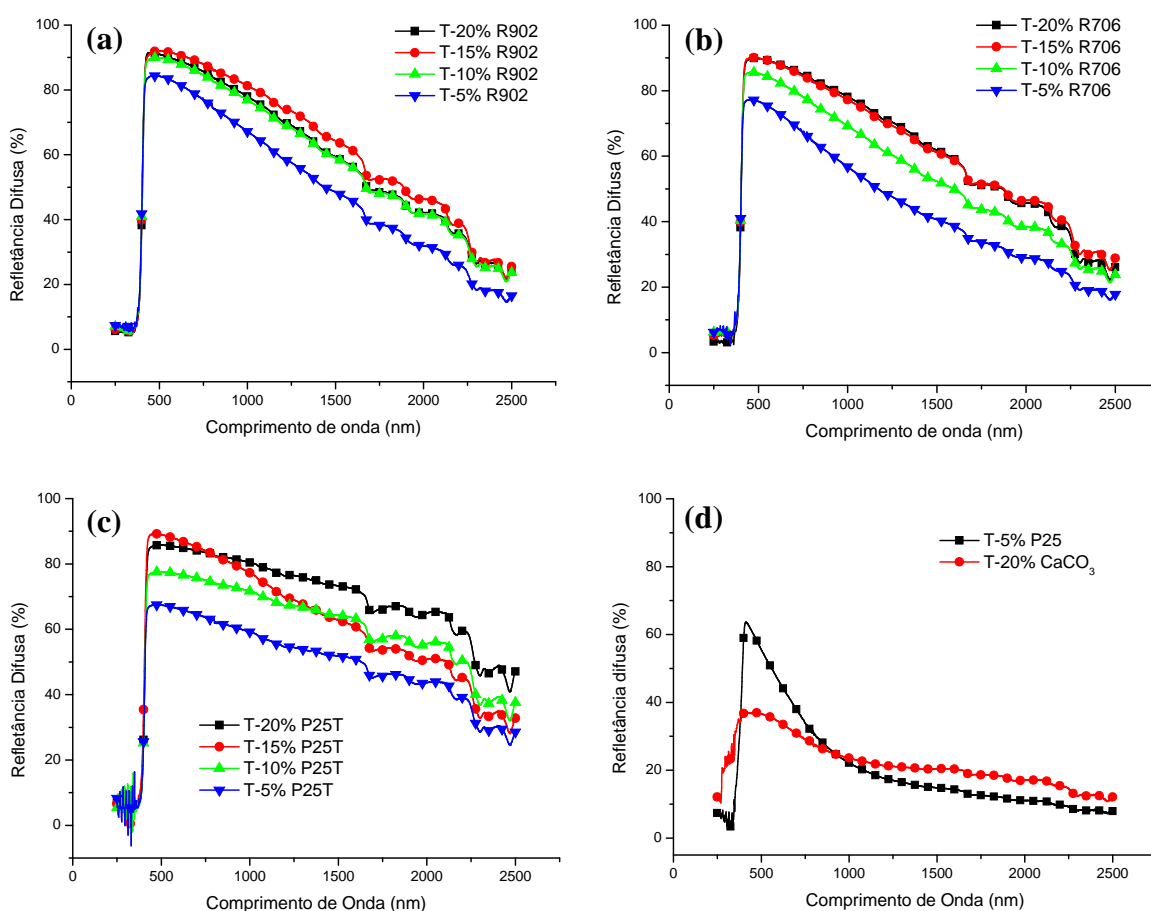 (a)
T-20% R902
T-15% R902
T-10% R902
T-5% R902
100
80
60
40
20
0
Refletância Difusa (%)
500
1000
1500
2000
2500
Comprimento de onda (nm)
(b)
T-20% R706
T-15% R706
T-10% R706
T-5% R706
100
80
60
40
20
0
Refletância Difusa (%)
500
1000
1500
2000
2500
Comprimento de onda (nm)
(c)
T-20% P25T
T-15% P25T
T-10% P25T
T-5% P25T
100
80
60
40
20
0
Refletância Difusa (%)
500
1000
1500
2000
2500
Comprimento de Onda (nm)
(d)
T-5% P25
T-20% CaCO₃
100
80
60
40
20
0
Refletância difusa (%)
500
1000
1500
2000
2500
Comprimento de Onda (nm)